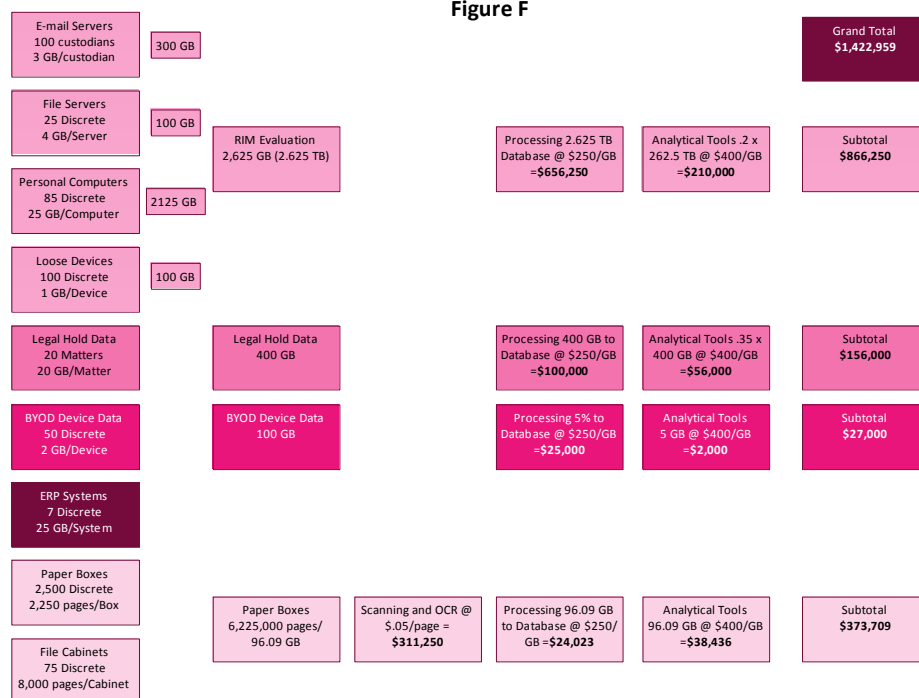 Figure F
E-mail Servers
100 custodians
3 GB/custodian
300 GB
Grand Total
$1,422,959
File Servers
25 Discrete
4 GB/Server
100 GB
RIM Evaluation
2,625 GB (2.625 TB)
Processing 2.625 TB
Database @ $250/GB
=$656,250
Analytical Tools .2 x
262.5 TB @ $400/GB
=$210,000
Subtotal
$866,250
Personal Computers
85 Discrete
25 GB/Computer
2125 GB
Loose Devices
100 Discrete
1 GB/Device
100 GB
Legal Hold Data
20 Matters
20 GB/Matter
Legal Hold Data
400 GB
Processing 400 GB to
Database @ $250/GB
=$100,000
Analytical Tools .35 x
400 GB @ $400/GB
=$56,000
Subtotal
$156,000
BYOD Device Data
50 Discrete
2 GB/Device
BYOD Device Data
100 GB
Processing 5% to
Database @ $250/GB
=$25,000
Analytical Tools
5 GB @ $400/GB
=$2,000
Subtotal
$27,000
ERP Systems
7 Discrete
25 GB/System
Paper Boxes
2,500 Discrete
2,250 pages/Box
Paper Boxes
6,225,000 pages/
96.09 GB
Scanning and OCR @
$.05/page =
$311,250
Processing 96.09 GB
to Database @ $250/
GB =$24,023
Analytical Tools
96.09 GB @ $400/GB
=$38,436
Subtotal
$373,709
File Cabinets
75 Discrete
8,000 pages/Cabinet